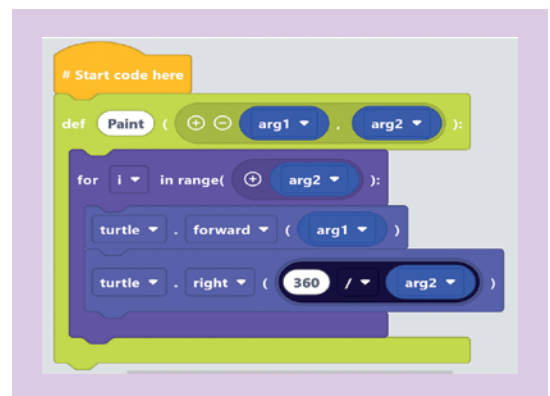 # Start code here
def Paint ( ⊕ ⊖ arg1 ▾ , arg2 ▾ ):
for i ▾ in range( ⊕ arg2 ▾ ):
turtle ▾ . forward ▾ ( arg1 ▾ )
turtle ▾ . right ▾ ( 360 / ▾ arg2 ▾ )